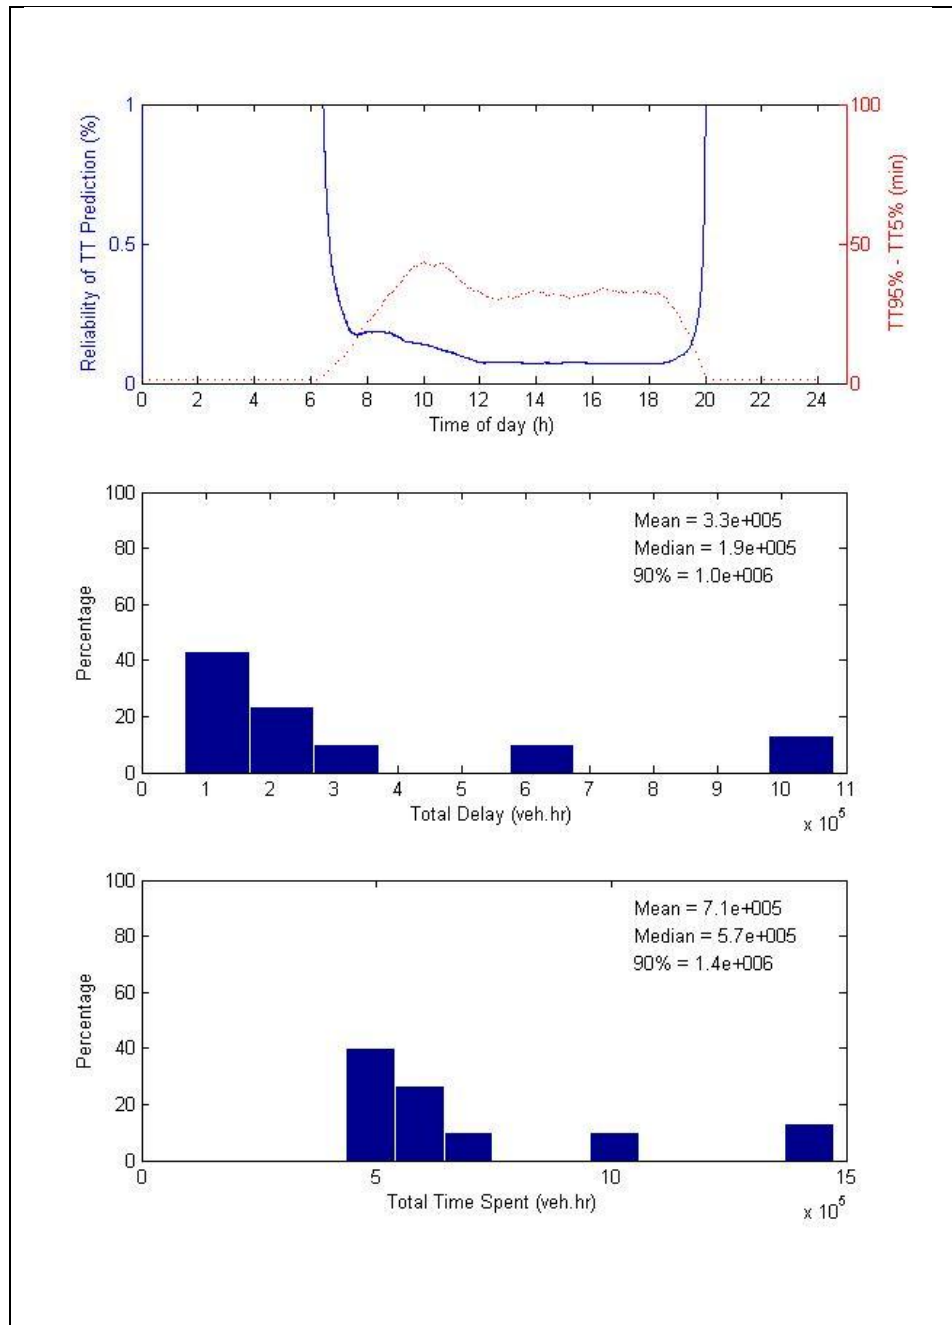 1
100
0.5
50
0
0
Reliability of TT Prediction (%)
TT95% - TT5% (min)
0 2 4 6 8 10 12 14 16 18 20 22 24
Time of day (h)
100
80
60
40
20
0
Percentage
Mean = 3.3e+005
Median = 1.9e+005
90% = 1.0e+006
0 1 2 3 4 5 6 7 8 9 10 11
Total Delay (veh.hr)
x 10^5
100
80
60
40
20
0
Percentage
Mean = 7.1e+005
Median = 5.7e+005
90% = 1.4e+006
0 5 10 15
Total Time Spent (veh.hr)
x 10^5